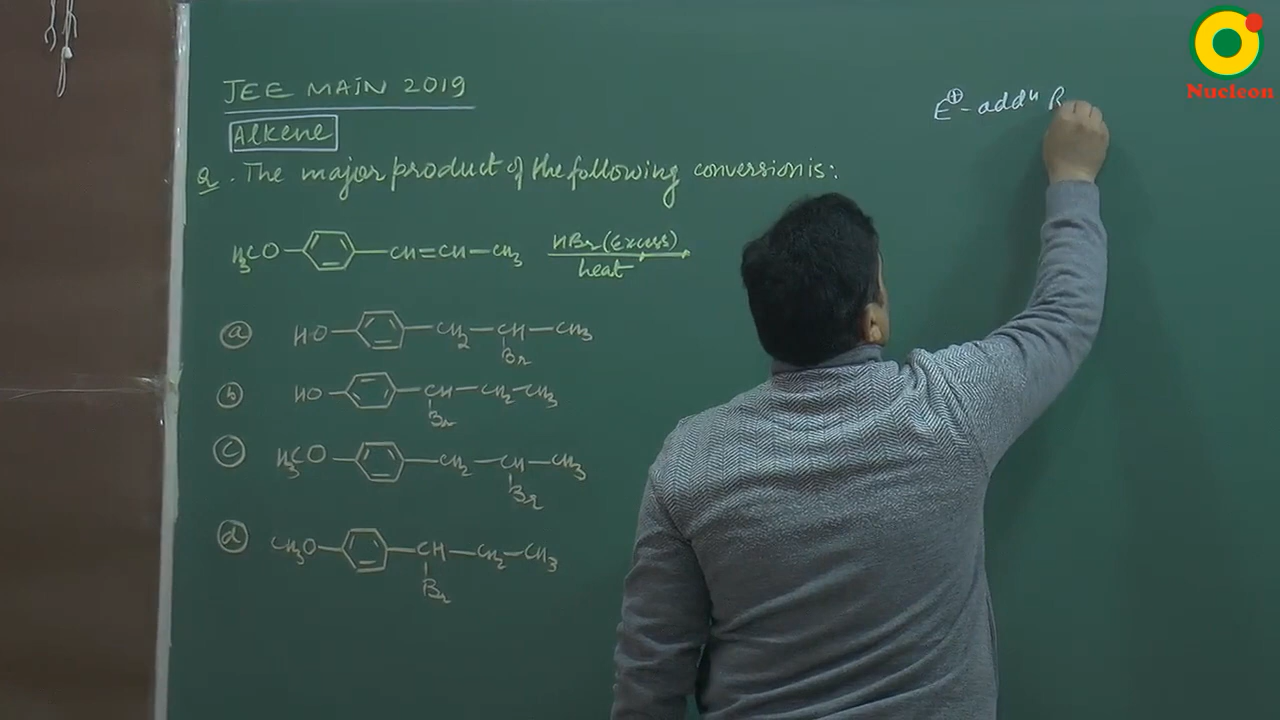 JEE MAIN 2019
Alkene
Q. The major product of the following conversion is:
H3CO CH=CH-CH3 HBr(Excess)
heat
(a) HO CH2-CH-CH3
Br
(b) HO CH-CH2-CH3
Br
(c) H3CO CH2-CH-CH3
Br
(d) CH3O CH-CH2-CH3
Br
E⊕-addn R
Nucleon